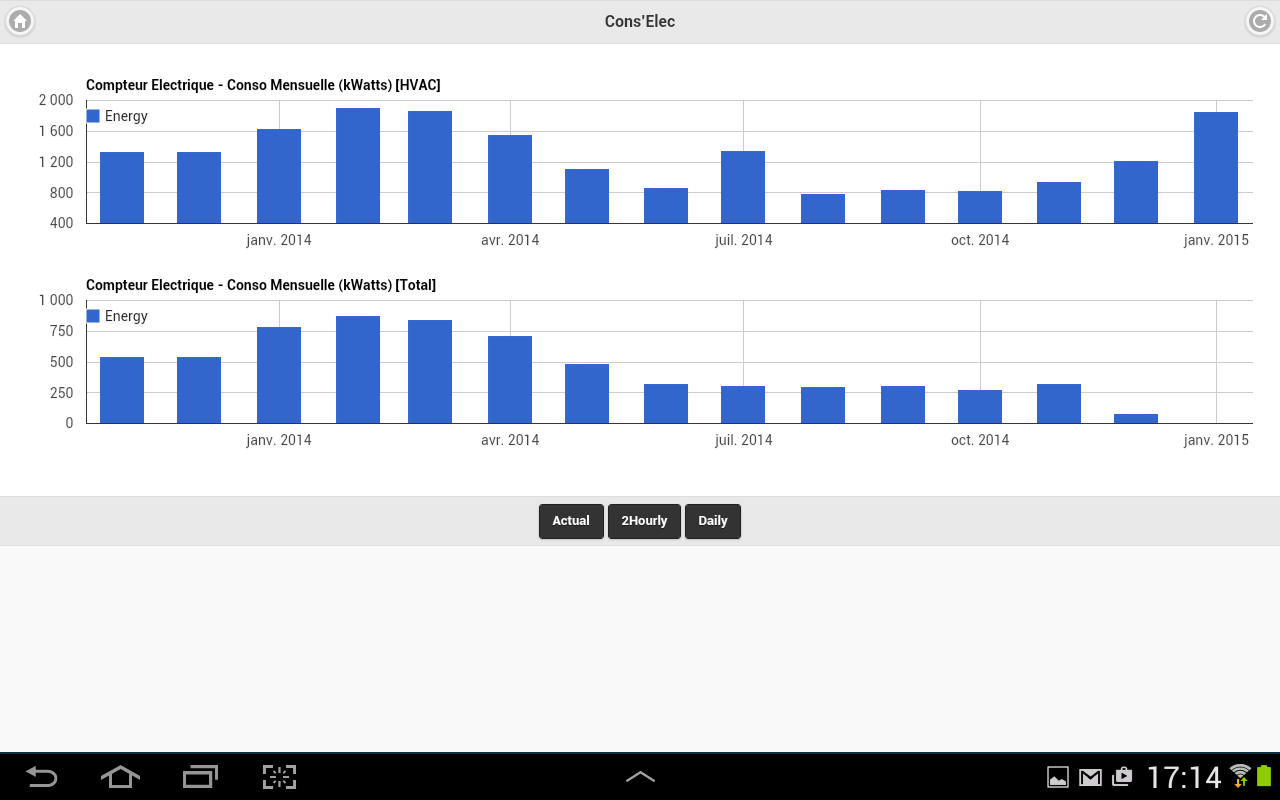 Cons'Elec
Compteur Electrique - Conso Mensuelle (kWatts) [HVAC]
2 000
Energy
1 600
1 200
800
400
janv. 2014 avr. 2014 juil. 2014 oct. 2014 janv. 2015
Compteur Electrique - Conso Mensuelle (kWatts) [Total]
1 000
Energy
750
500
250
0
janv. 2014 avr. 2014 juil. 2014 oct. 2014 janv. 2015
Actual 2Hourly Daily
17:14